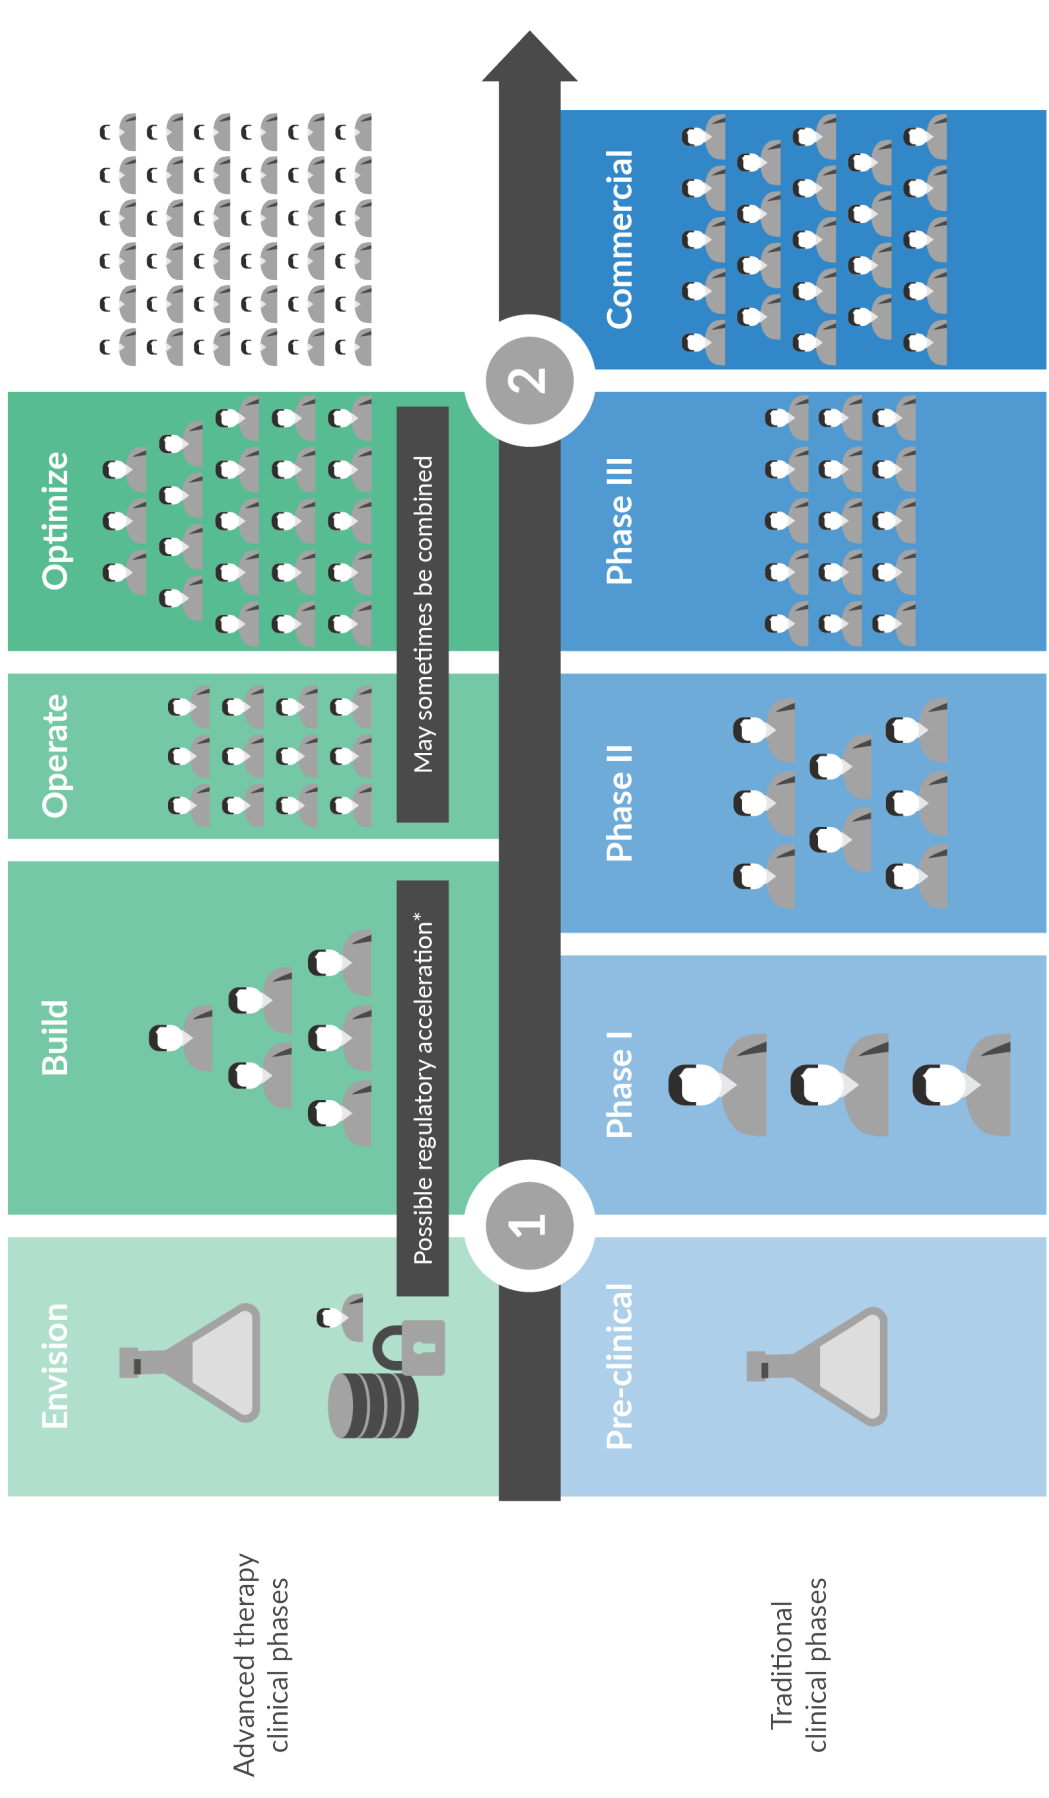 Advanced therapy
clinical phases
Envision
Build
Operate
Optimize
Possible regulatory acceleration*
May sometimes be combined
1
2
Traditional
clinical phases
Pre-clinical
Phase I
Phase II
Phase III
Commercial